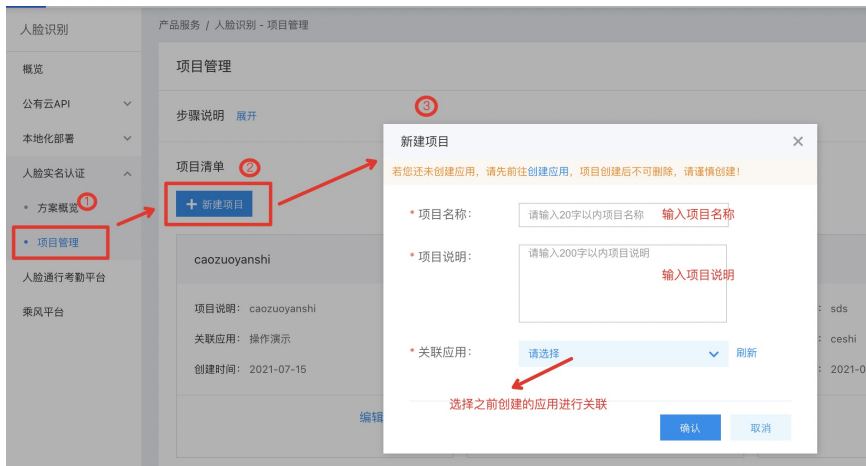 人脸识别
产品服务 / 人脸识别 - 项目管理
概览
公有云API
本地化部署
人脸实名认证
• 方案概览
①
• 项目管理
人脸通行考勤平台
乘风平台
项目管理
步骤说明 展开
项目清单 ②
+ 新建项目
caozuoyanshi
项目说明: caozuoyanshi
关联应用: 操作演示
创建时间: 2021-07-15
编辑
③
新建项目 ×
若您还未创建应用，请先前往创建应用，项目创建后不可删除，请谨慎创建！
* 项目名称: 请输入20字以内项目名称 输入项目名称
* 项目说明: 请输入200字以内项目说明
输入项目说明
* 关联应用: 请选择 刷新
选择之前创建的应用进行关联
确认 取消
: sds
: ceshi
: 2021-0